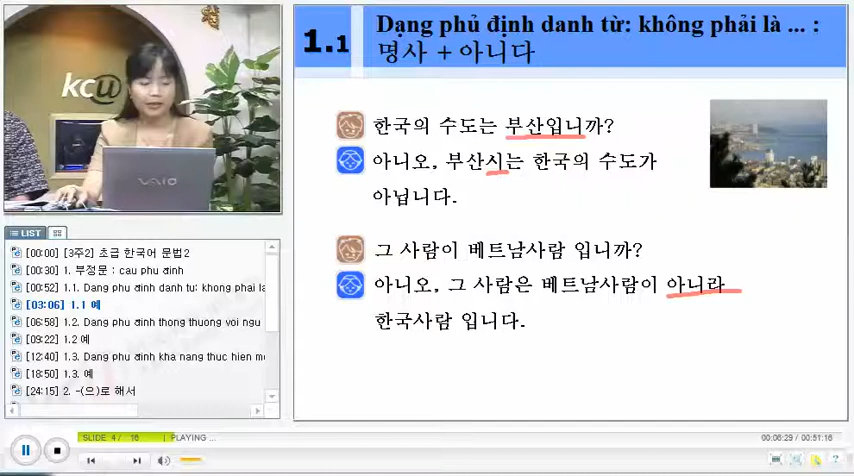 kcu
VAIO
1.1 Dạng phủ định danh từ: không phải là ... :
명사 + 아니다
한국의 수도는 부산입니까?
아니오, 부산시는 한국의 수도가
아닙니다.
그 사람이 베트남사람 입니까?
아니오, 그 사람은 베트남사람이 아니라
한국사람 입니다.
LIST
[00:00] [3주2] 초급 한국어 문법2
[00:30] 1. 부정문 : cau phu dinh
[00:52] 1.1. Dang phu dinh danh tu: khong phai la
[03:06] 1.1 예
[06:58] 1.2. Dang phu dinh thong thuong voi ngu
[09:22] 1.2 예
[12:40] 1.3. Dang phu dinh kha nang thuc hien m
[18:50] 1.3. 예
[24:15] 2. -(으)로 해서
SLIDE: 4 / 16 | PLAYING ...
00:06:29 / 00:51:16